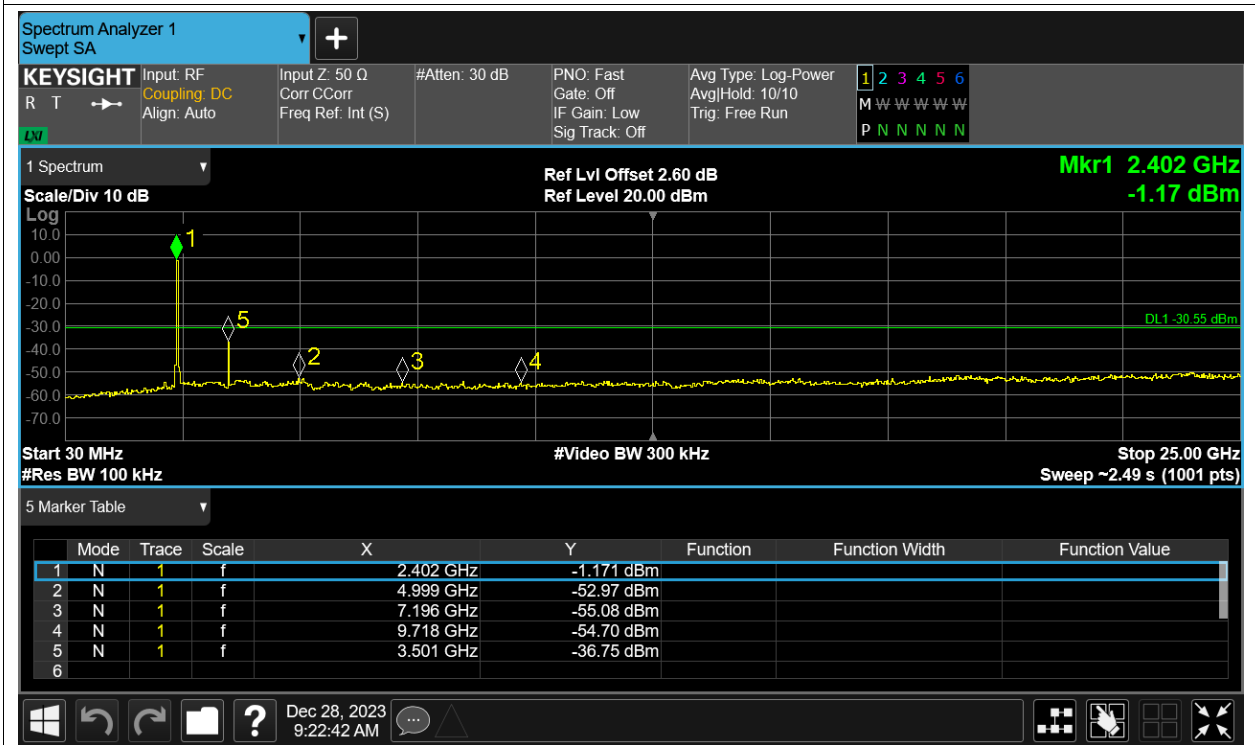 Spectrum Analyzer 1
Swept SA
KEYSIGHT Input: RF Input Z: 50 Ω #Atten: 30 dB PNO: Fast Avg Type: Log-Power 1 2 3 4 5 6
R T Coupling: DC Corr CCorr Gate: Off Avg|Hold: 10/10 M W W W W W
Align: Auto Freq Ref: Int (S) IF Gain: Low Trig: Free Run
LXI Sig Track: Off P N N N N N
1 Spectrum Ref Lvl Offset 2.60 dB Mkr1 2.402 GHz
Scale/Div 10 dB Ref Level 20.00 dBm -1.17 dBm
Log
10.0 1
0.00
-10.0
-20.0
5 DL1 -30.55 dBm
-30.0
-40.0
2 3 4
-50.0
-60.0
-70.0
Start 30 MHz #Video BW 300 kHz Stop 25.00 GHz
#Res BW 100 kHz Sweep ~2.49 s (1001 pts)
5 Marker Table
Mode Trace Scale X Y Function Function Width Function Value
1 N 1 f 2.402 GHz -1.171 dBm
2 N 1 f 4.999 GHz -52.97 dBm
3 N 1 f 7.196 GHz -55.08 dBm
4 N 1 f 9.718 GHz -54.70 dBm
5 N 1 f 3.501 GHz -36.75 dBm
6
? Dec 28, 2023
9:22:42 AM